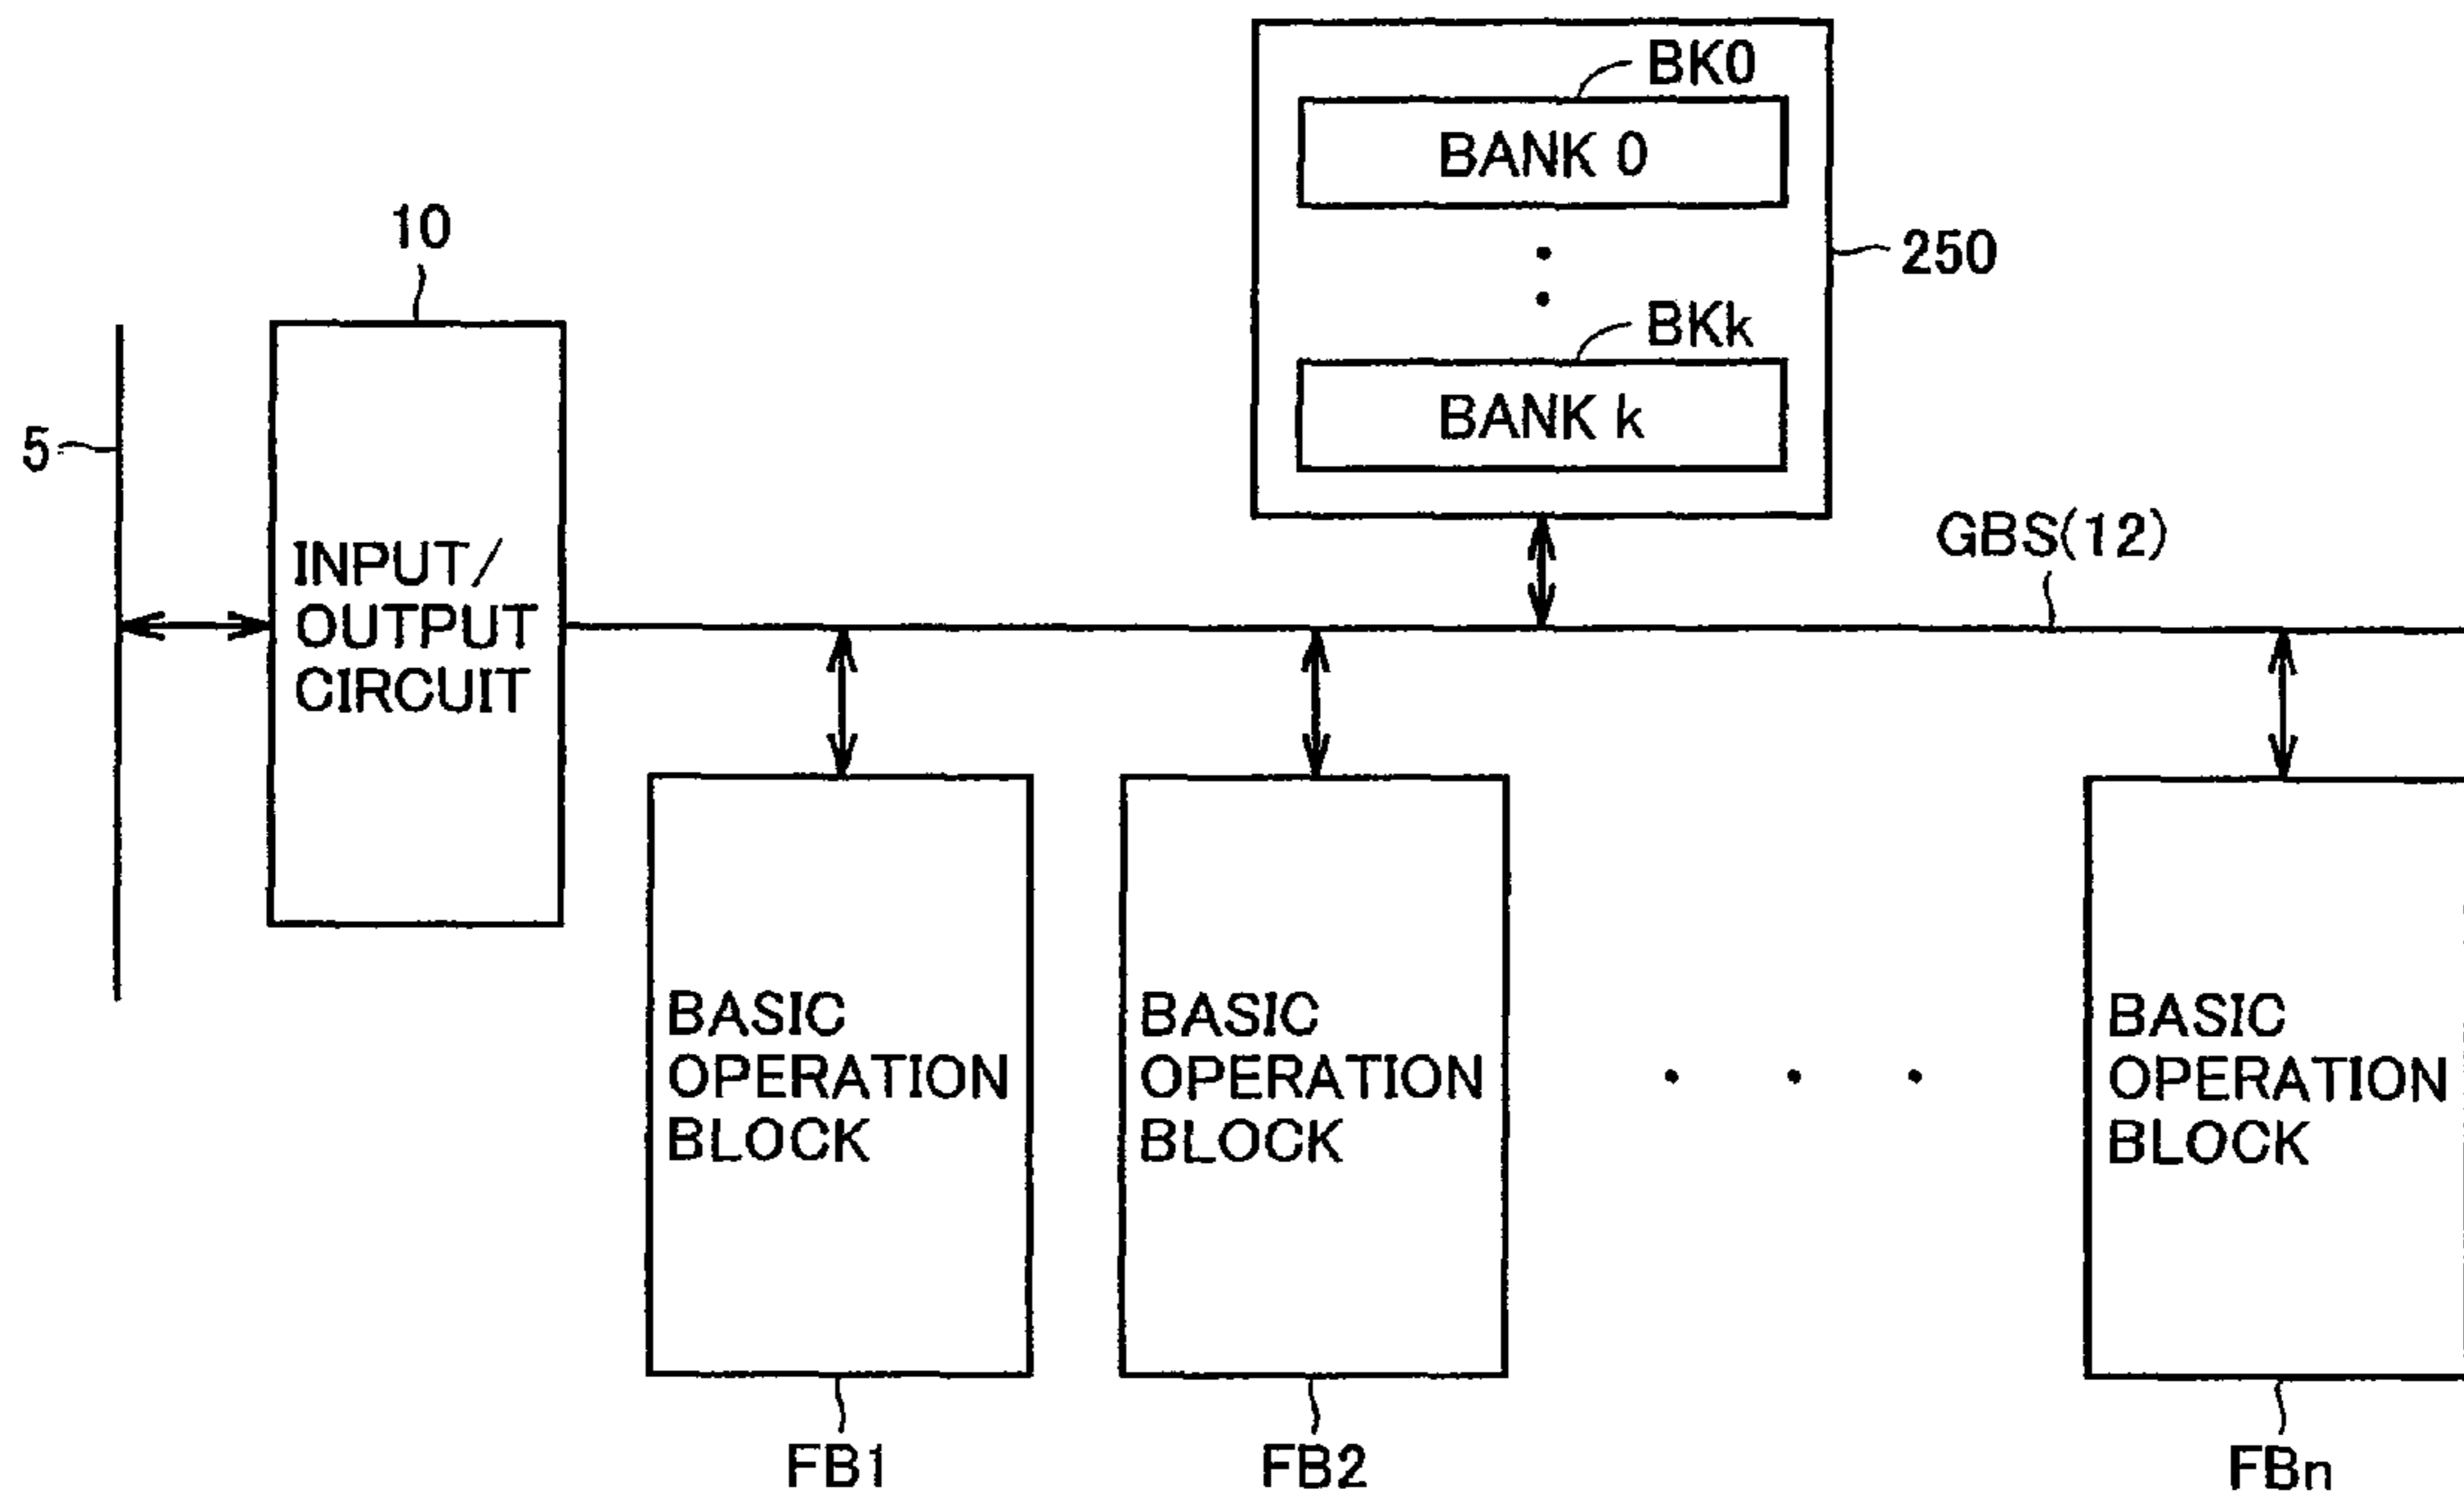 BK0
BANK 0
10
250
BKk
BANK k
5
GBS(12)
INPUT/
OUTPUT
CIRCUIT
BASIC
OPERATION
BLOCK
BASIC
OPERATION
BLOCK
BASIC
OPERATION
BLOCK
FB1
FB2
FBn